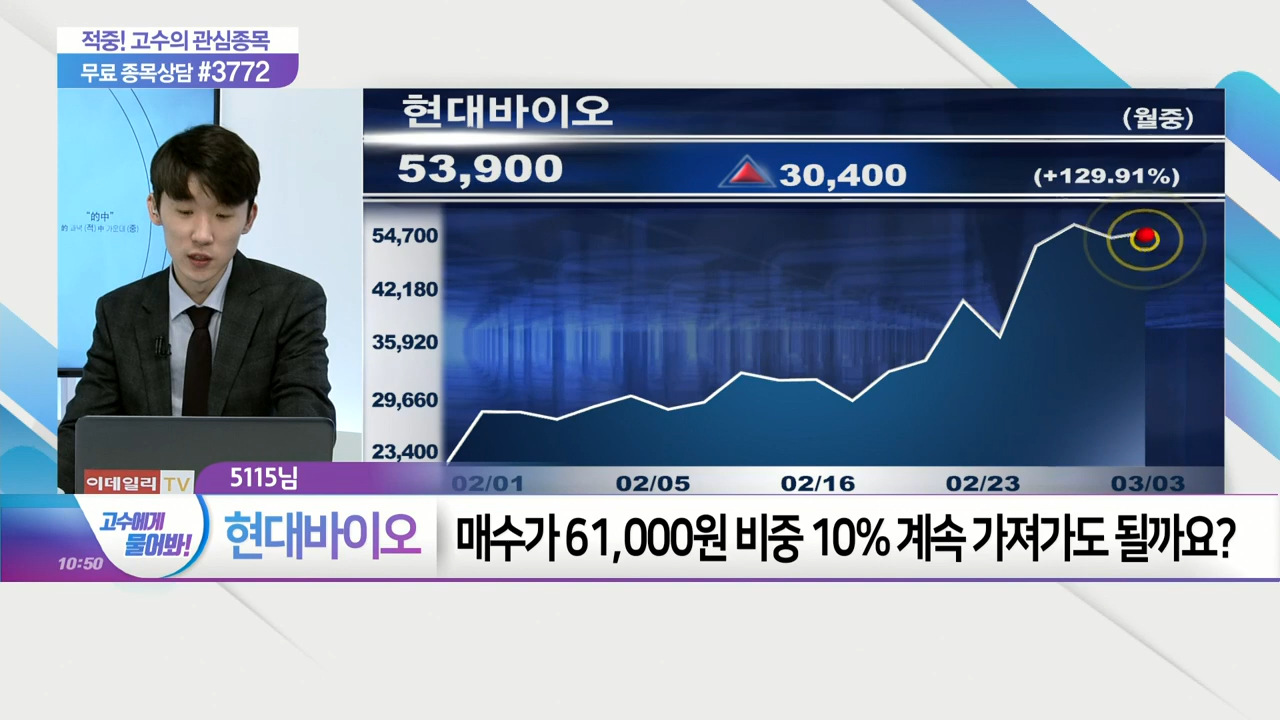 적중! 고수의 관심종목
무료 종목상담 #3772
"的中"
현대바이오
(월중)
53,900
30,400
(+129.91%)
54,700
42,180
35,920
29,660
23,400
02/01 02/05 02/16 02/23 03/03
이데일리 TV
5115님
고수에게
물어봐!
10:50
현대바이오
매수가 61,000원 비중 10% 계속 가져가도 될까요?